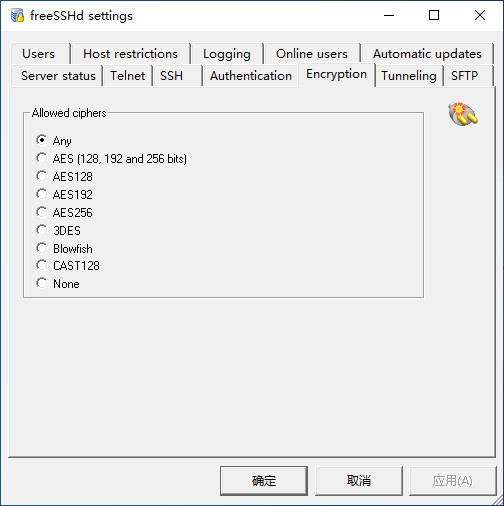 freeSSHd settings
Users Host restrictions Logging Online users Automatic updates
Server status Telnet SSH Authentication Encryption Tunneling SFTP
Allowed ciphers
Any
AES (128, 192 and 256 bits)
AES128
AES192
AES256
3DES
Blowfish
CAST128
None
确定 取消 应用(A)